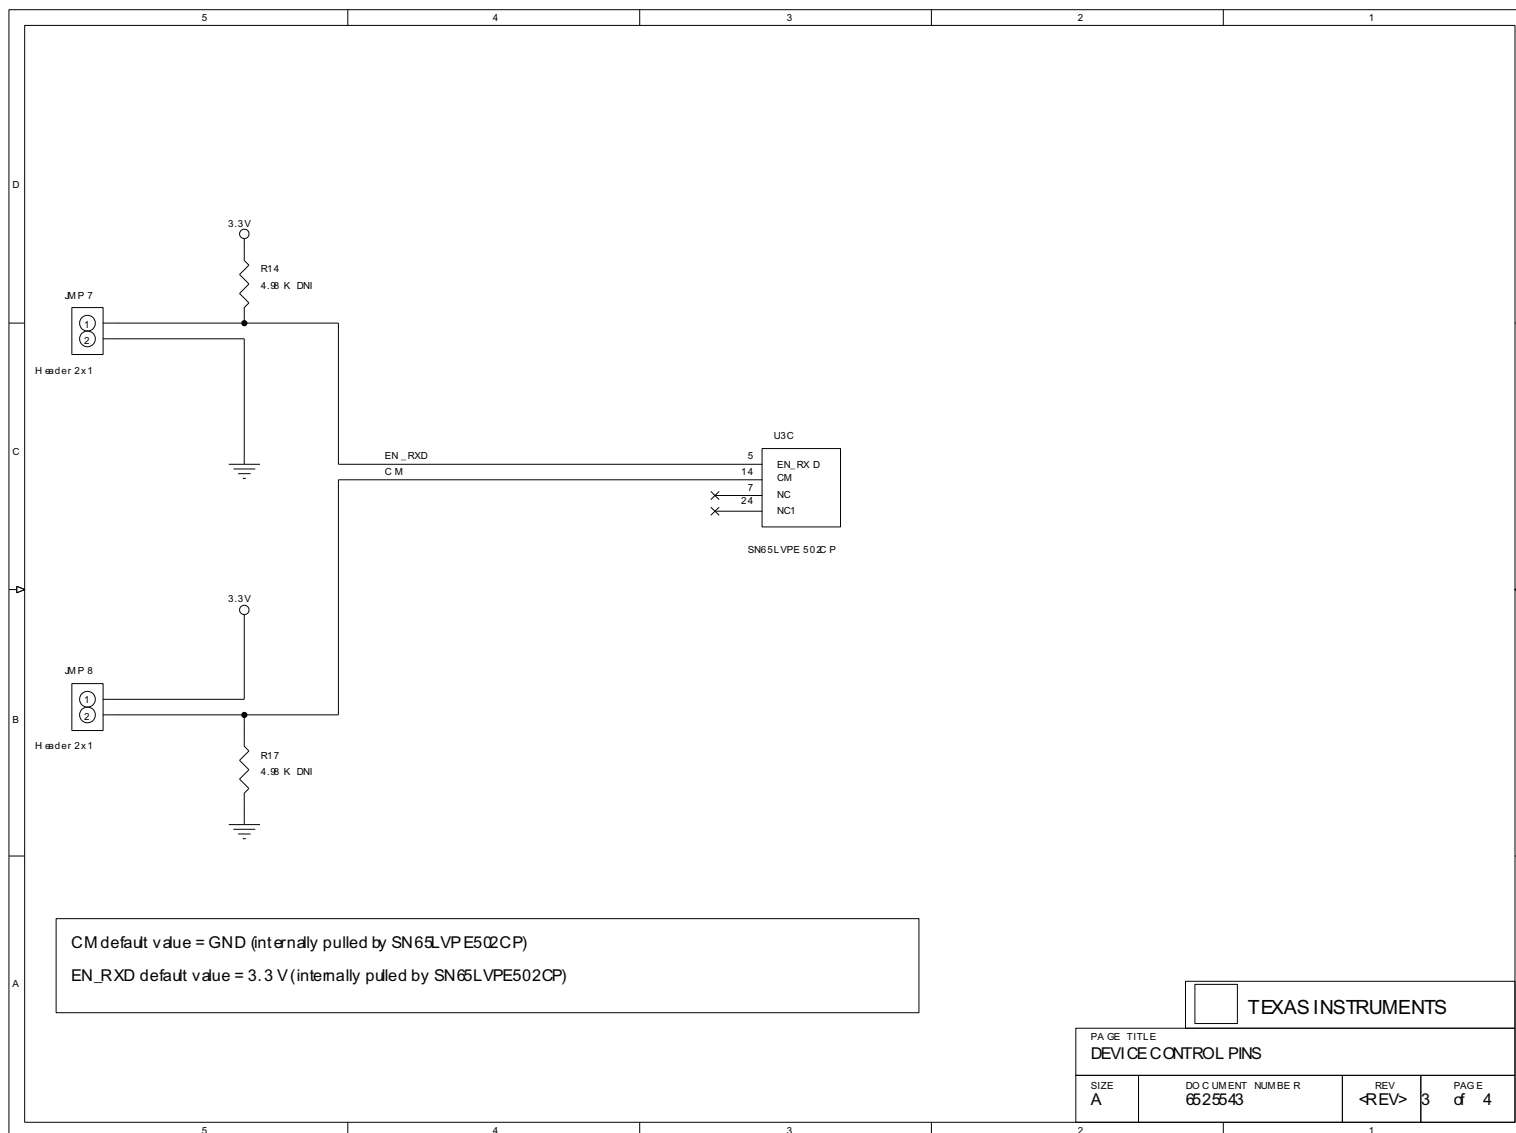 5 4 3 2 1
D
3.3V
R14
4.98 K DNI
JMP7
1
2
Header 2x1
C
U3C
EN_RXD
5
EN_RXD
CM
14
CM
7
NC
24
NC1
SN65LVPE502CP
3.3V
JMP8
1
2
B
Header 2x1
R17
4.98 K DNI
CM default value = GND (internally pulled by SN65LVPE502CP)
EN_RXD default value = 3.3 V (internally pulled by SN65LVPE502CP)
A
TEXAS INSTRUMENTS
PAGE TITLE
DEVICE CONTROL PINS
SIZE DOCUMENT NUMBER REV PAGE
A 6525543 <REV> 3 of 4
5 4 3 2 1